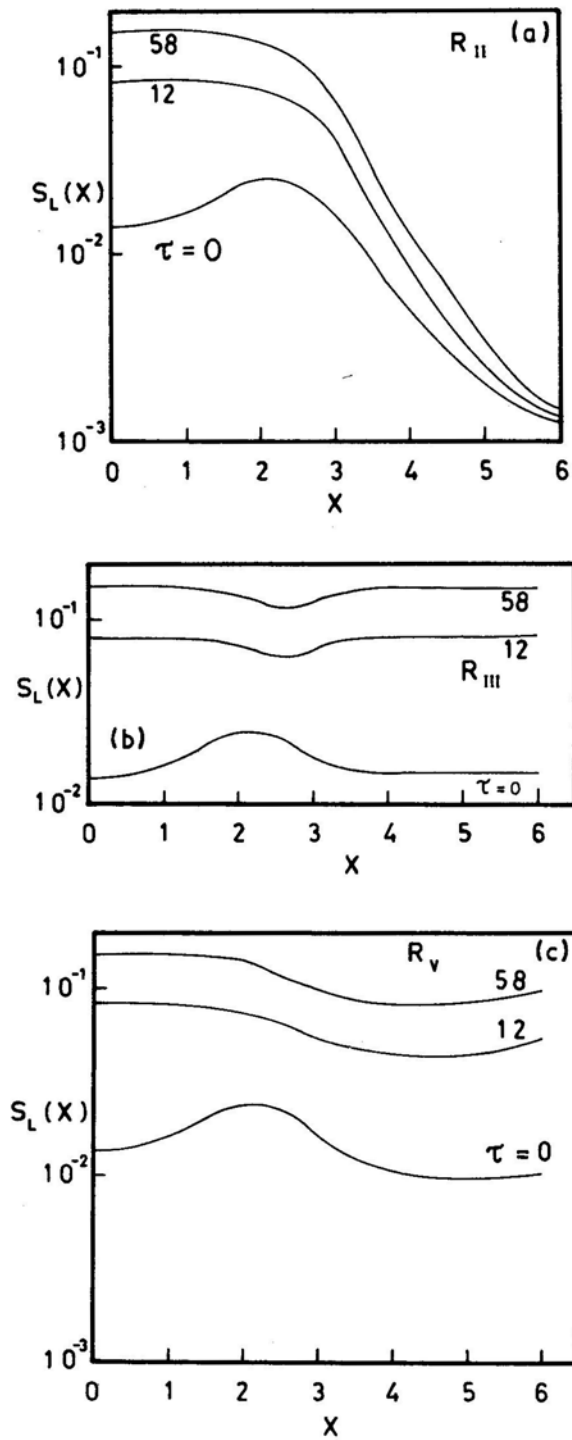 58
R_II (a)
10^-1
12
S_L(X)
10^-2
τ = 0
10^-3
0 1 2 3 4 5 6
X
10^-1
58
12
S_L(X)
R_III
(b)
τ = 0
10^-2
0 1 2 3 4 5 6
X
R_V (c)
10^-1
58
12
S_L(X)
τ = 0
10^-2
10^-3
0 1 2 3 4 5 6
X